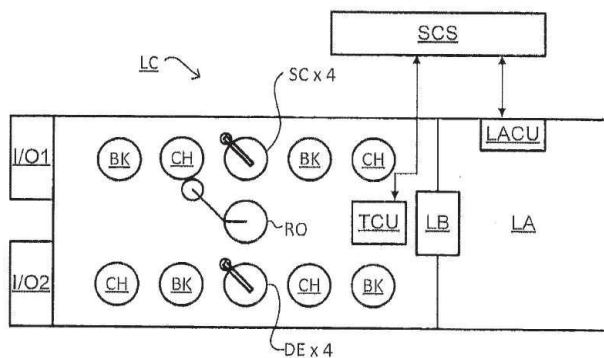 SCS
LC
SC x 4
LACU
I/O1
BK
CH
BK
CH
RO
TCU
LB
LA
I/O2
CH
BK
CH
BK
DE x 4